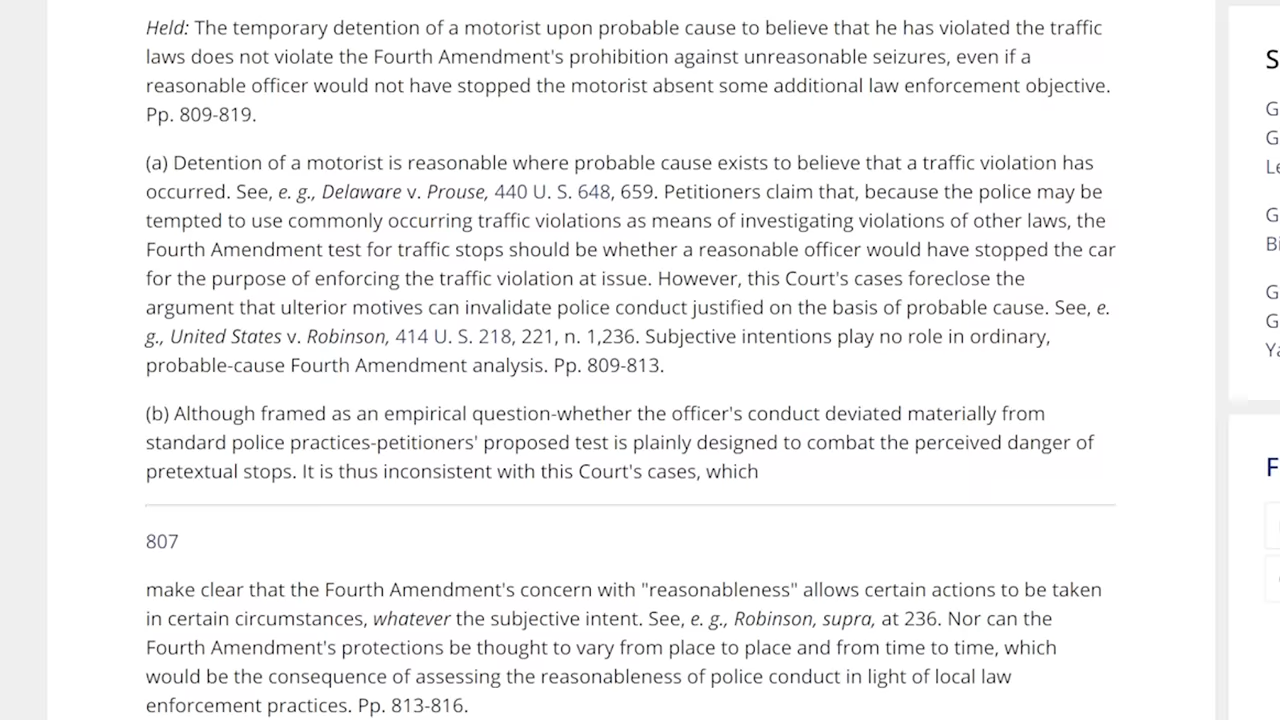 Held: The temporary detention of a motorist upon probable cause to believe that he has violated the traffic
laws does not violate the Fourth Amendment's prohibition against unreasonable seizures, even if a
reasonable officer would not have stopped the motorist absent some additional law enforcement objective.
Pp. 809-819.
(a) Detention of a motorist is reasonable where probable cause exists to believe that a traffic violation has
occurred. See, e. g., Delaware v. Prouse, 440 U. S. 648, 659. Petitioners claim that, because the police may be
tempted to use commonly occurring traffic violations as means of investigating violations of other laws, the
Fourth Amendment test for traffic stops should be whether a reasonable officer would have stopped the car
for the purpose of enforcing the traffic violation at issue. However, this Court's cases foreclose the
argument that ulterior motives can invalidate police conduct justified on the basis of probable cause. See, e.
g., United States v. Robinson, 414 U. S. 218, 221, n. 1,236. Subjective intentions play no role in ordinary,
probable-cause Fourth Amendment analysis. Pp. 809-813.
(b) Although framed as an empirical question-whether the officer's conduct deviated materially from
standard police practices-petitioners' proposed test is plainly designed to combat the perceived danger of
pretextual stops. It is thus inconsistent with this Court's cases, which
807
make clear that the Fourth Amendment's concern with "reasonableness" allows certain actions to be taken
in certain circumstances, whatever the subjective intent. See, e. g., Robinson, supra, at 236. Nor can the
Fourth Amendment's protections be thought to vary from place to place and from time to time, which
would be the consequence of assessing the reasonableness of police conduct in light of local law
enforcement practices. Pp. 813-816.